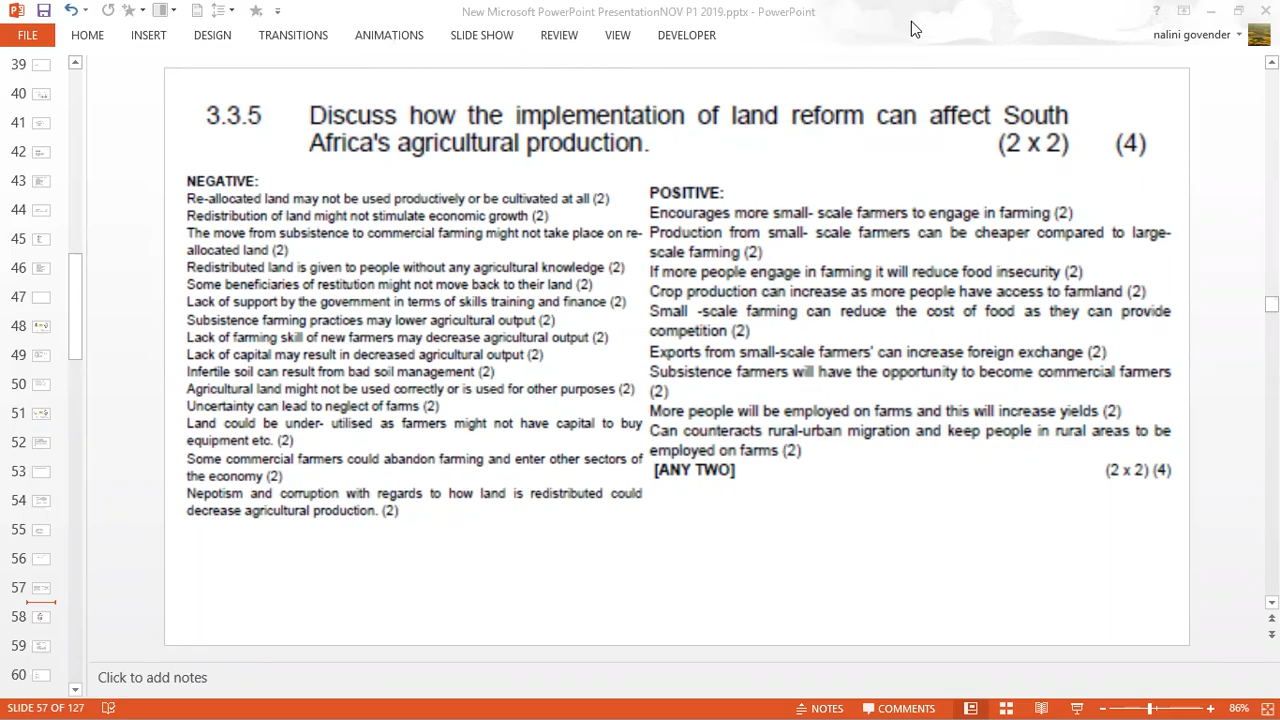 New Microsoft PowerPoint PresentationNOV P1 2019.pptx - PowerPoint
FILE HOME INSERT DESIGN TRANSITIONS ANIMATIONS SLIDE SHOW REVIEW VIEW DEVELOPER nalini govender
39
40
41
42
43
44
45
46
47
48
49
50
51
52
53
54
55
56
57
58
59
60
3.3.5 Discuss how the implementation of land reform can affect South
Africa's agricultural production. (2 x 2) (4)
NEGATIVE:
Re-allocated land may not be used productively or be cultivated at all (2)
Redistribution of land might not stimulate economic growth (2)
The move from subsistence to commercial farming might not take place on re-
allocated land (2)
Redistributed land is given to people without any agricultural knowledge (2)
Some beneficiaries of restitution might not move back to their land (2)
Lack of support by the government in terms of skills training and finance (2)
Subsistence farming practices may lower agricultural output (2)
Lack of farming skill of new farmers may decrease agricultural output (2)
Lack of capital may result in decreased agricultural output (2)
Infertile soil can result from bad soil management (2)
Agricultural land might not be used correctly or is used for other purposes (2)
Uncertainty can lead to neglect of farms (2)
Land could be under- utilised as farmers might not have capital to buy
equipment etc. (2)
Some commercial farmers could abandon farming and enter other sectors of
the economy (2)
Nepotism and corruption with regards to how land is redistributed could
decrease agricultural production. (2)
POSITIVE:
Encourages more small- scale farmers to engage in farming (2)
Production from small- scale farmers can be cheaper compared to large-
scale farming (2)
If more people engage in farming it will reduce food insecurity (2)
Crop production can increase as more people have access to farmland (2)
Small -scale farming can reduce the cost of food as they can provide
competition (2)
Exports from small-scale farmers' can increase foreign exchange (2)
Subsistence farmers will have the opportunity to become commercial farmers
(2)
More people will be employed on farms and this will increase yields (2)
Can counteracts rural-urban migration and keep people in rural areas to be
employed on farms (2)
[ANY TWO] (2 x 2) (4)
Click to add notes
SLIDE 57 OF 127 NOTES COMMENTS 86%